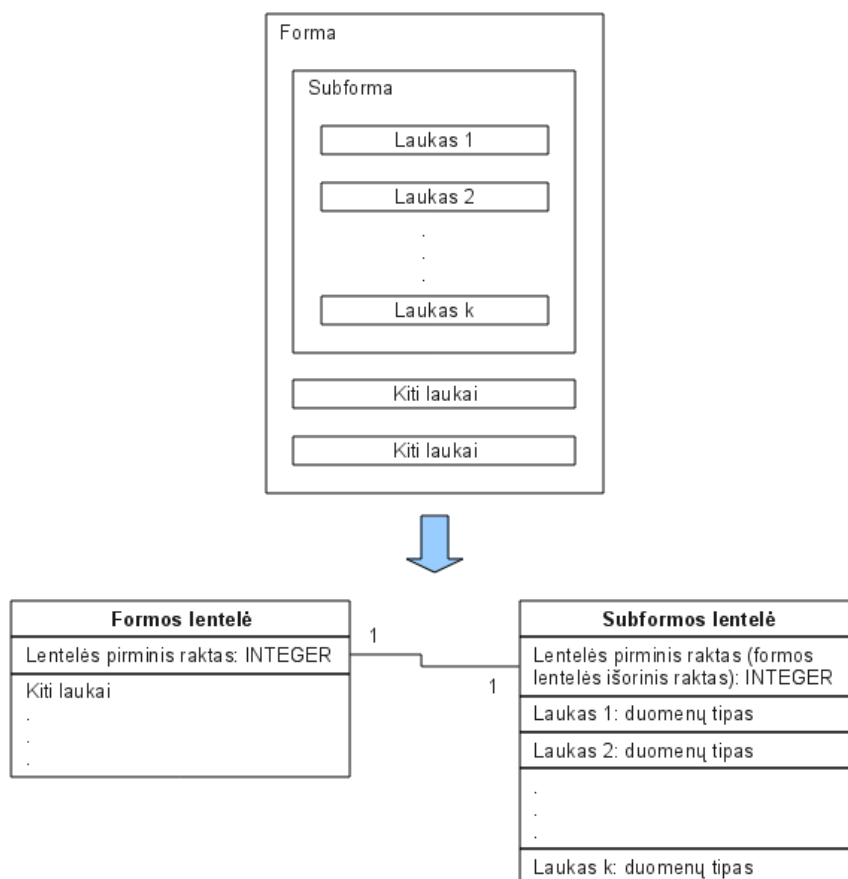 Forma
Subforma
Laukas 1
Laukas 2
.
.
.
Laukas k
Kiti laukai
Kiti laukai
Formos lentelė
Lentelės pirminis raktas: INTEGER
Kiti laukai
.
.
.
1
1
Subformos lentelė
Lentelės pirminis raktas (formos
lentelės išorinis raktas): INTEGER
Laukas 1: duomenų tipas
Laukas 2: duomenų tipas
.
.
.
Laukas k: duomenų tipas